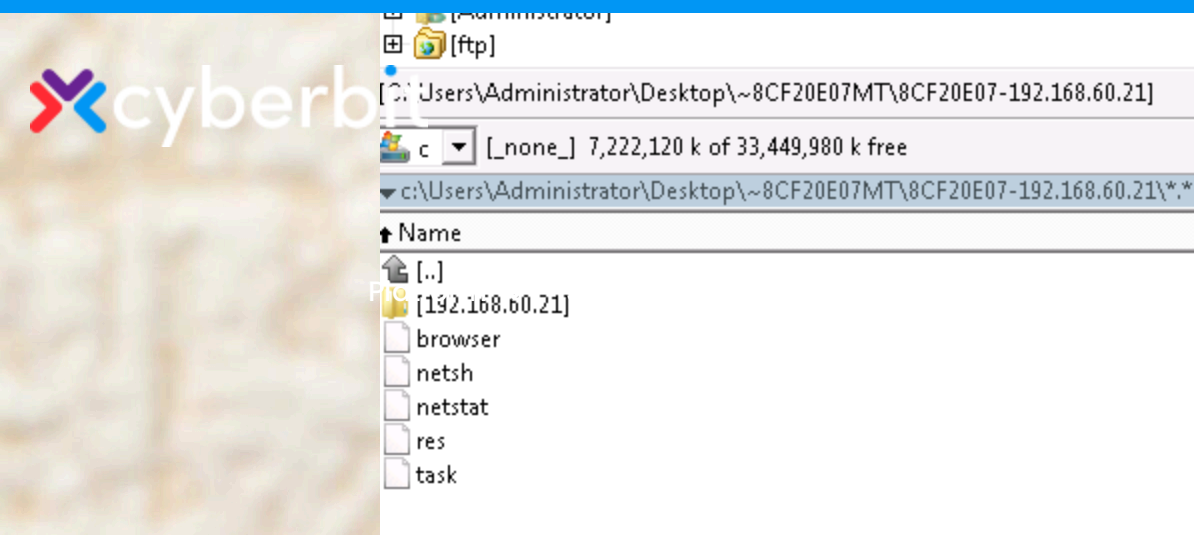 [Administrator]
[ftp]
cyberbit
[C:\Users\Administrator\Desktop\~8CF20E07MT\8CF20E07-192.168.60.21]
c [_none_] 7,222,120 k of 33,449,980 k free
c:\Users\Administrator\Desktop\~8CF20E07MT\8CF20E07-192.168.60.21\*.*
Name
[..]
[192.168.60.21]
browser
netsh
netstat
res
task